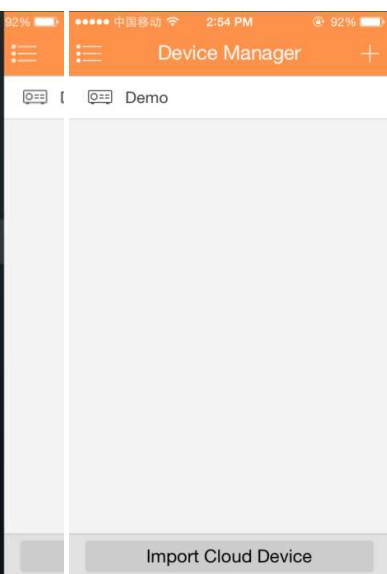 92%
●●●●● 中国移动 2:54 PM 92%
Device Manager +
Demo
Import Cloud Device